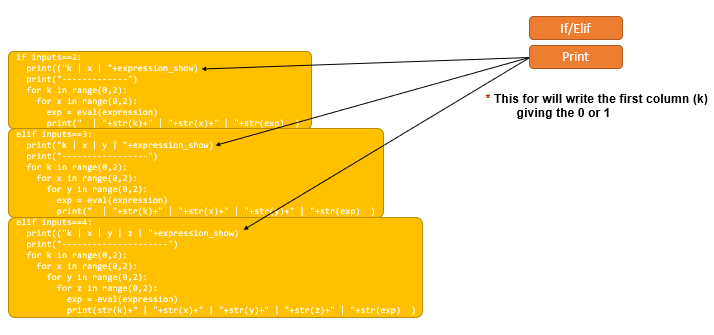 If/Elif
Print
* This for will write the first column (k)
giving the 0 or 1
if inputs==2:
print(("k | x | "+expression_show)
print("-------------")
for k in range(0,2):
for x in range(0,2):
exp = eval(expression)
print("  | "+str(k)+" | "+str(x)+" | "+str(exp)  )
elif inputs==3:
print("k | x | y | "+expression_show)
print("-----------------")
for k in range(0,2):
for x in range(0,2):
for y in range(0,2):
exp = eval(expression)
print("  | "+str(k)+" | "+str(x)+" | "+str(y)+" | "+str(exp)  )
elif inputs==4:
print(("k | x | y | z | "+expression_show)
print("---------------------")
for k in range(0,2):
for x in range(0,2):
for y in range(0,2):
for z in range(0,2):
exp = eval(expression)
print(str(k)+" | "+str(x)+" | "+str(y)+" | "+str(z)+" | "+str(exp)  )